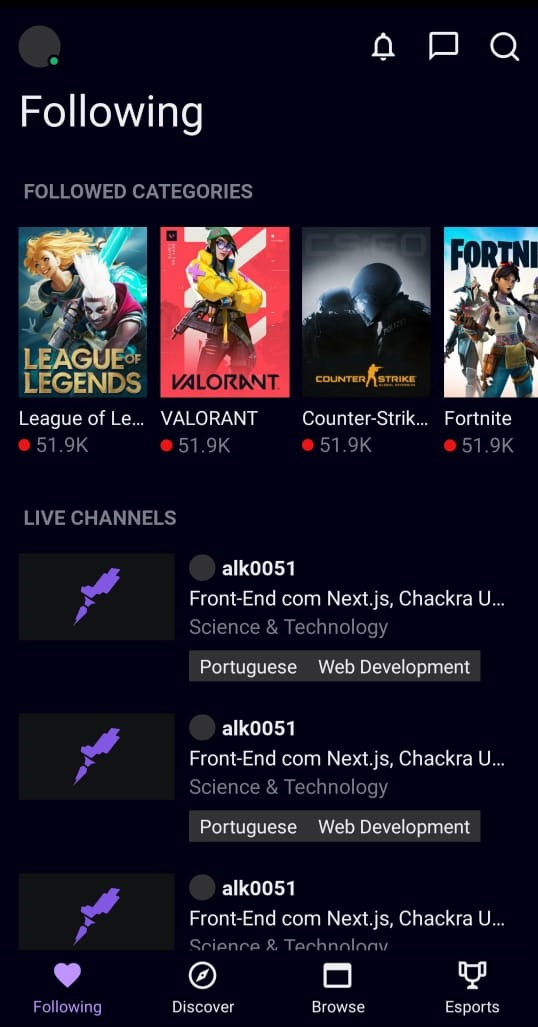 Following
FOLLOWED CATEGORIES
LEAGUE OF
LEGENDS
VALORANT
CS:GO
COUNTER STRIKE
FORTNI
League of Le... VALORANT Counter-Strik... Fortnite
51.9K 51.9K 51.9K 51.9K
LIVE CHANNELS
alk0051
Front-End com Next.js, Chackra U...
Science & Technology
Portuguese Web Development
alk0051
Front-End com Next.js, Chackra U...
Science & Technology
Portuguese Web Development
alk0051
Front-End com Next.js, Chackra U...
Science & Technology
Following Discover Browse Esports